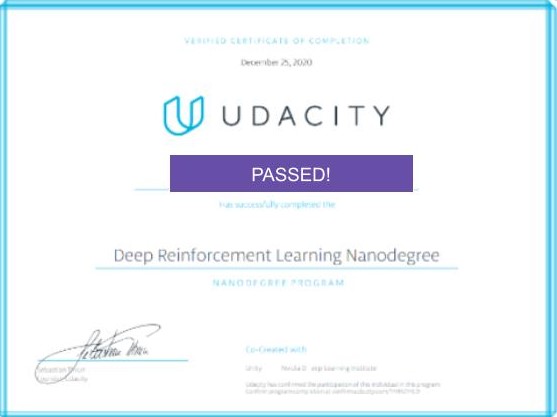 VERIFIED CERTIFICATE OF COMPLETION
December 25, 2020
UDACITY
PASSED!
Has successfully completed the
Deep Reinforcement Learning Nanodegree
NANODEGREE PROGRAM
Co-Created with
Sebastian Thrun
Unity Nvidia Deep Learning Institute
Founder, Udacity
Udacity has confirmed the participation of this individual in this program.